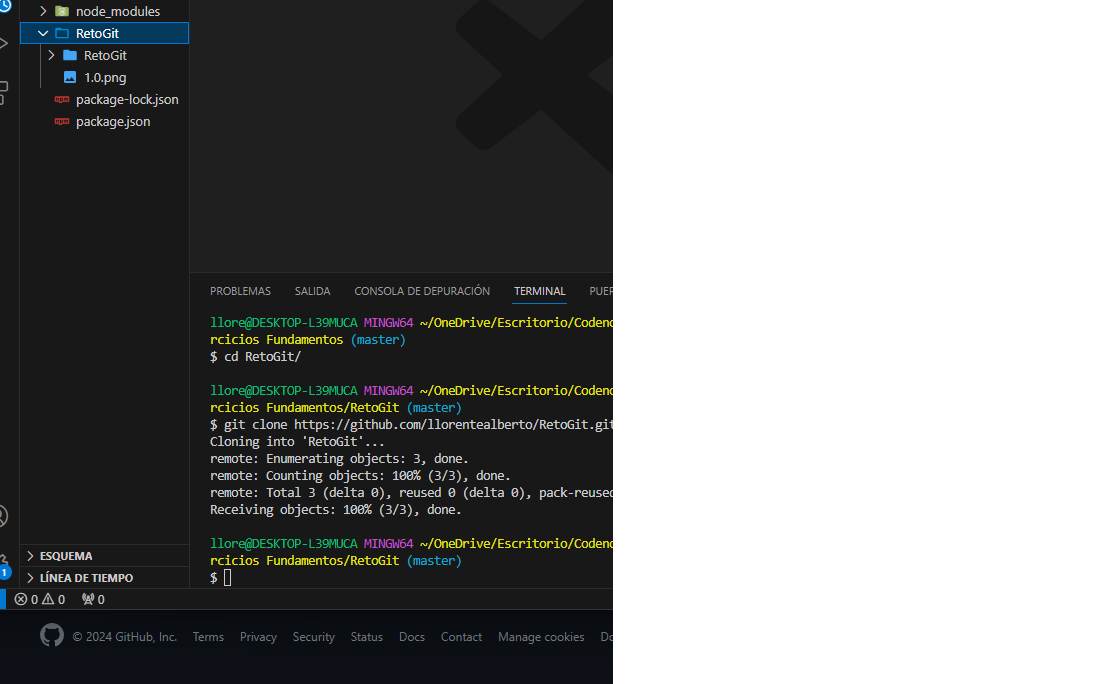 node_modules
RetoGit
RetoGit
1.0.png
package-lock.json
package.json
PROBLEMAS SALIDA CONSOLA DE DEPURACIÓN TERMINAL PUER
llore@DESKTOP-L39MUCA MINGW64 ~/OneDrive/Escritorio/Codeno
rcicios Fundamentos (master)
$ cd RetoGit/
llore@DESKTOP-L39MUCA MINGW64 ~/OneDrive/Escritorio/Codeno
rcicios Fundamentos/RetoGit (master)
$ git clone https://github.com/llorentealberto/RetoGit.git
Cloning into 'RetoGit'...
remote: Enumerating objects: 3, done.
remote: Counting objects: 100% (3/3), done.
remote: Total 3 (delta 0), reused 0 (delta 0), pack-reused
Receiving objects: 100% (3/3), done.
llore@DESKTOP-L39MUCA MINGW64 ~/OneDrive/Escritorio/Codeno
rcicios Fundamentos/RetoGit (master)
$
ESQUEMA
LÍNEA DE TIEMPO
1
0 0 0
© 2024 GitHub, Inc. Terms Privacy Security Status Docs Contact Manage cookies Do